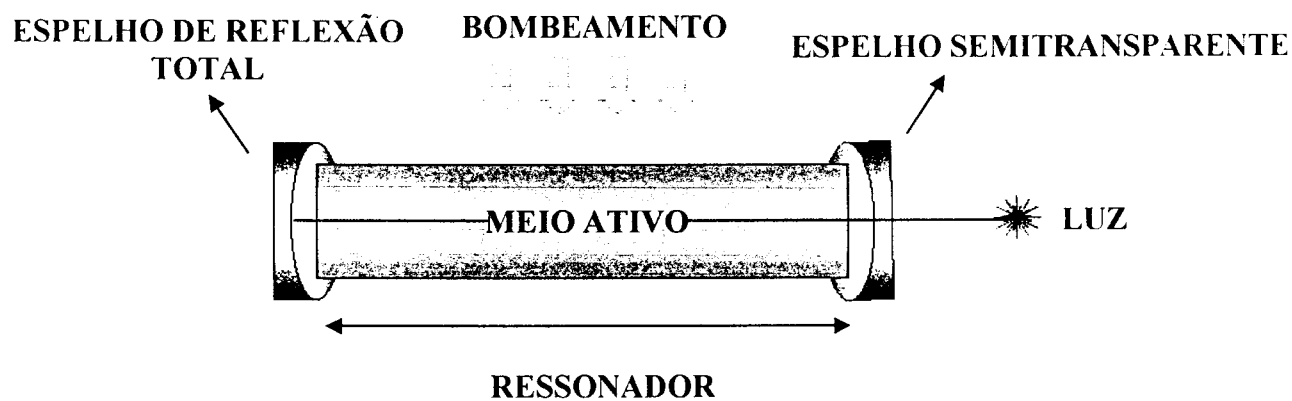 ESPELHO DE REFLEXÃO
TOTAL
BOMBEAMENTO
ESPELHO SEMITRANSPARENTE
MEIO ATIVO
LUZ
RESSONADOR